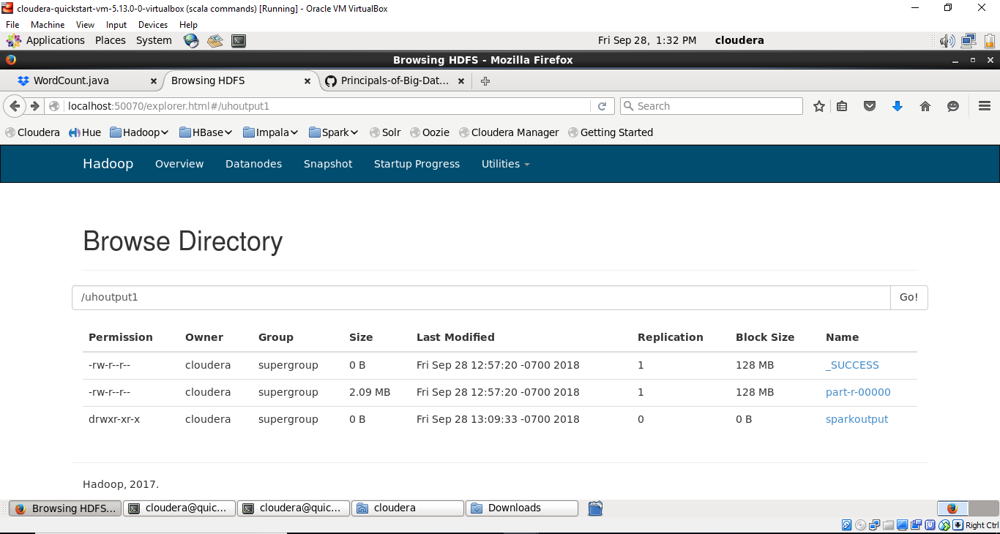 cloudera-quickstart-vm-5.13.0-0-virtualbox (scala commands) [Running] - Oracle VM VirtualBox
File Machine View Input Devices Help
Applications Places System Fri Sep 28, 1:32 PM cloudera
Browsing HDFS - Mozilla Firefox
WordCount.java Browsing HDFS Principals-of-Big-Dat...
localhost:50070/explorer.html#/uhoutput1 Search
Cloudera Hue Hadoop HBase Impala Spark Solr Oozie Cloudera Manager Getting Started
Hadoop Overview Datanodes Snapshot Startup Progress Utilities
Browse Directory
/uhoutput1 Go!
Permission Owner Group Size Last Modified Replication Block Size Name
-rw-r--r-- cloudera supergroup 0 B Fri Sep 28 12:57:20 -0700 2018 1 128 MB _SUCCESS
-rw-r--r-- cloudera supergroup 2.09 MB Fri Sep 28 12:57:20 -0700 2018 1 128 MB part-r-00000
drwxr-xr-x cloudera supergroup 0 B Fri Sep 28 13:09:33 -0700 2018 0 0 B sparkoutput
Hadoop, 2017.
Browsing HDFS... cloudera@quic... cloudera@quic... cloudera Downloads
Right Ctrl